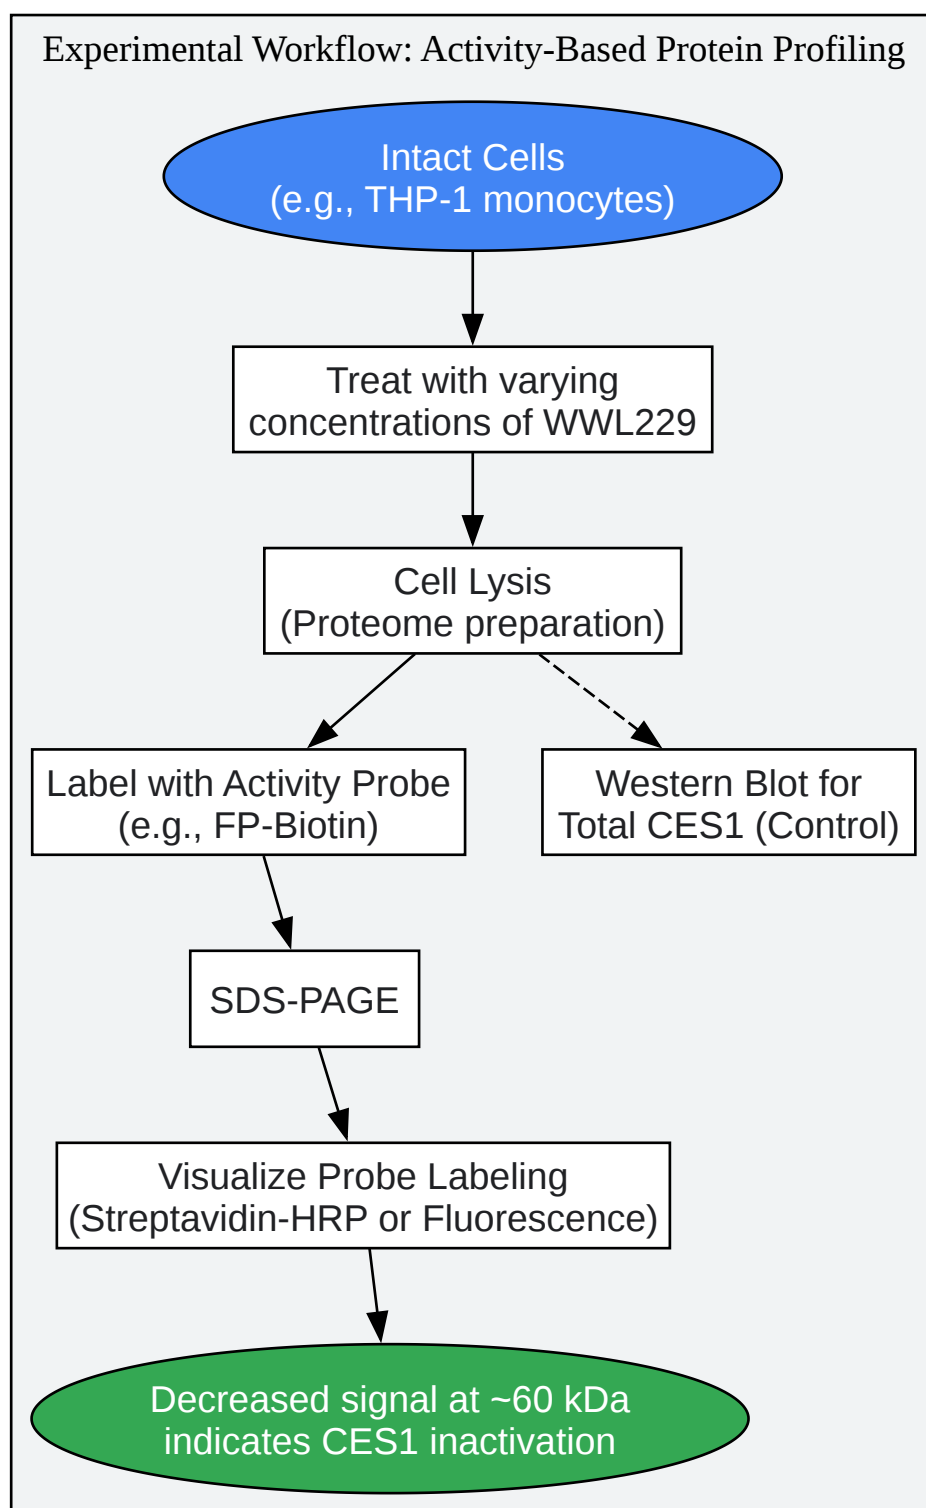 Experimental Workflow: Activity-Based Protein Profiling
Intact Cells
(e.g., THP-1 monocytes)
Treat with varying
concentrations of WWL229
Cell Lysis
(Proteome preparation)
Label with Activity Probe
(e.g., FP-Biotin)
Western Blot for
Total CES1 (Control)
SDS-PAGE
Visualize Probe Labeling
(Streptavidin-HRP or Fluorescence)
Decreased signal at ~60 kDa
indicates CES1 inactivation